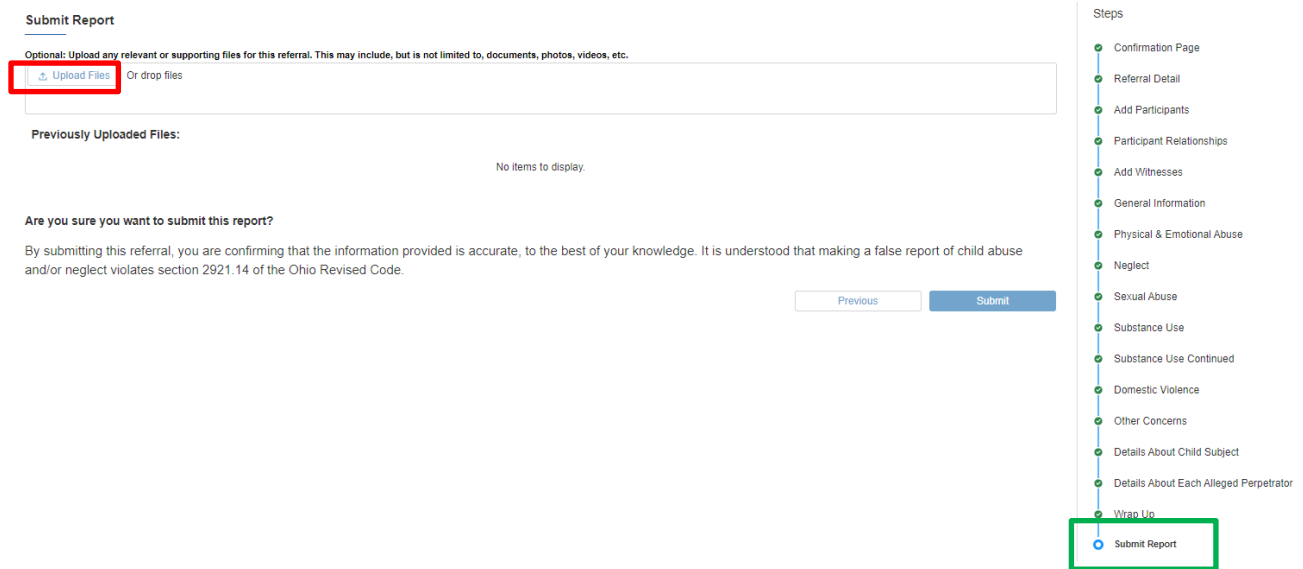 Submit Report
Optional: Upload any relevant or supporting files for this referral. This may include, but is not limited to, documents, photos, videos, etc.
Upload Files Or drop files
Previously Uploaded Files:
No items to display.
Are you sure you want to submit this report?
By submitting this referral, you are confirming that the information provided is accurate, to the best of your knowledge. It is understood that making a false report of child abuse
and/or neglect violates section 2921.14 of the Ohio Revised Code.
Previous Submit
Steps
Confirmation Page
Referral Detail
Add Participants
Participant Relationships
Add Witnesses
General Information
Physical & Emotional Abuse
Neglect
Sexual Abuse
Substance Use
Substance Use Continued
Domestic Violence
Other Concerns
Details About Child Subject
Details About Each Alleged Perpetrator
Wrap Up
Submit Report